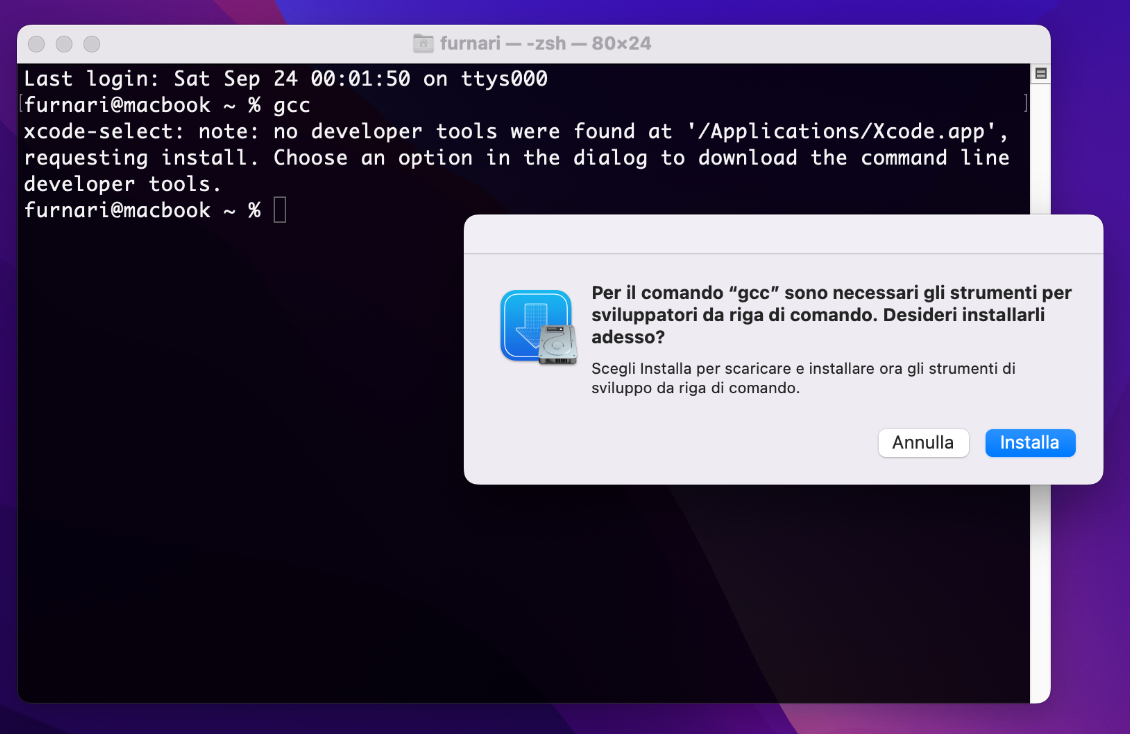 furnari — -zsh — 80×24
Last login: Sat Sep 24 00:01:50 on ttys000
[furnari@macbook ~ % gcc ]
xcode-select: note: no developer tools were found at '/Applications/Xcode.app',
requesting install. Choose an option in the dialog to download the command line
developer tools.
furnari@macbook ~ %
Per il comando “gcc” sono necessari gli strumenti per
sviluppatori da riga di comando. Desideri installarli
adesso?
Scegli Installa per scaricare e installare ora gli strumenti di
sviluppo da riga di comando.
Annulla
Installa